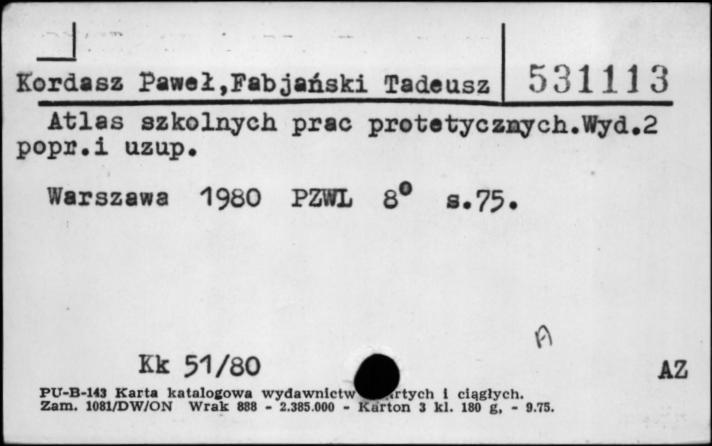 Kordasz Paweł,Fabjański Tadeusz 531113
Atlas szkolnych prac protetycznych.Wyd.2
popr.i uzup.
Warszawa 1980 PZWL 8° s.75.
A
Kk 51/80
AZ
PU-B-143 Karta katalogowa wydawnictw rtych i ciągłych.
Zam. 1081/DW/ON Wrak 888 - 2.385.000 - Karton 3 kl. 180 g, - 9.75.